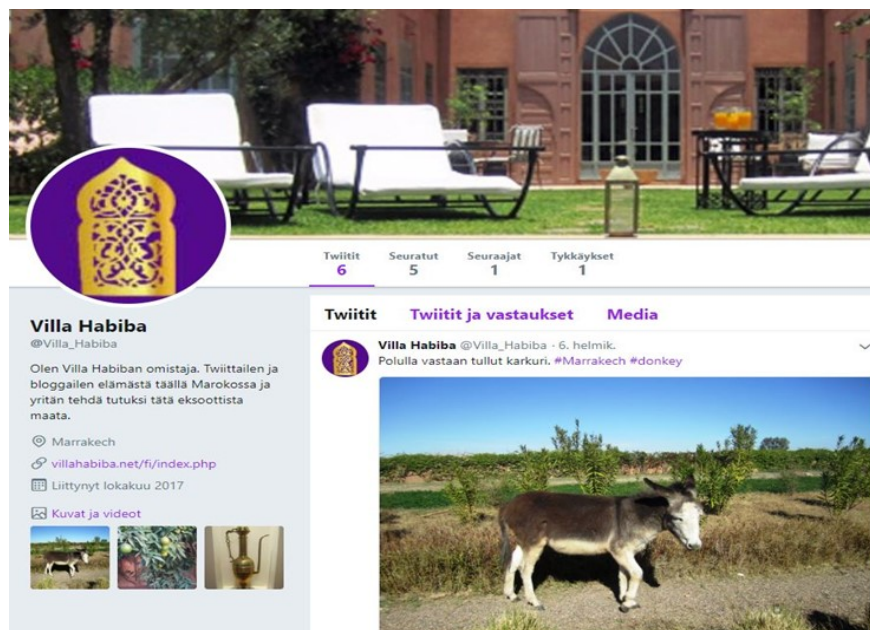 Twiitit Seuratut Seuraajat Tykkäykset
6 5 1 1
Villa Habiba
@Villa_Habiba
Olen Villa Habiban omistaja. Twiittailen ja
bloggailen elämästä täällä Marokossa ja
yritän tehdä tutuksi tätä eksoottista
maata.
Marrakech
villahabiba.net/fi/index.php
Liittynyt lokakuu 2017
Kuvat ja videot
Twiitit Twiitit ja vastaukset Media
Villa Habiba @Villa_Habiba · 6. helmik.
Polulla vastaan tullut karkuri. #Marrakech #donkey